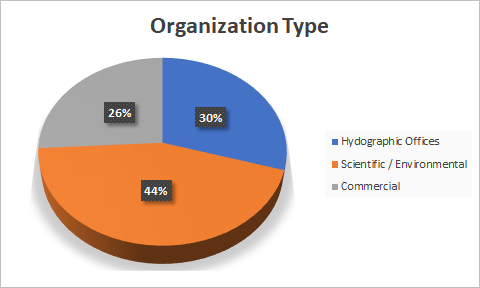 Organization Type
26%
30%
44%
Hydographic Offices
Scientific / Environmental
Commercial